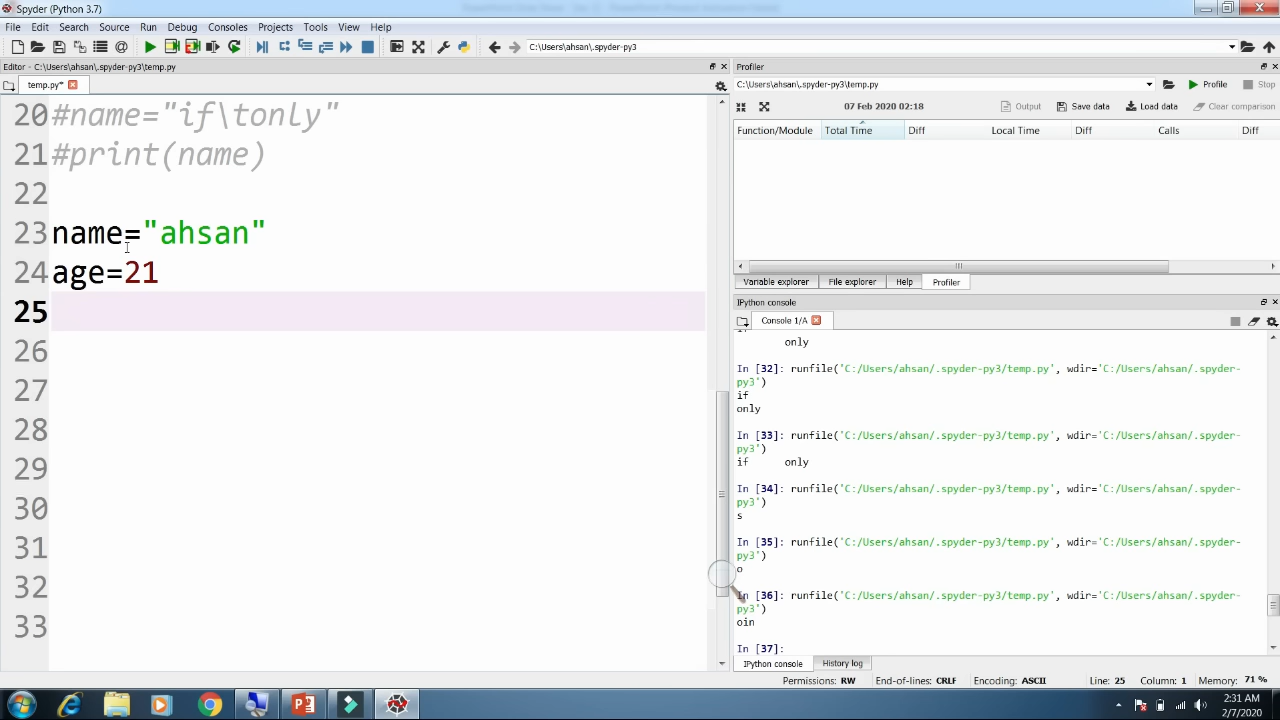 Spyder (Python 3.7)
File Edit Search Source Run Debug Consoles Projects Tools View Help
C:\Users\ahsan\.spyder-py3
Editor - C:\Users\ahsan\.spyder-py3\temp.py
temp.py*
20 #name="if\tonly"
21 #print(name)
22
23 name="ahsan"
24 age=21
25
26
27
28
29
30
31
32
33
Profiler
C:\Users\ahsan\.spyder-py3\temp.py
Profile Stop
07 Feb 2020 02:18 Output Save data Load data Clear comparison
Function/Module Total Time Diff Local Time Diff Calls Diff
Variable explorer File explorer Help Profiler
IPython console
Console 1/A
if
only
In [32]: runfile('C:/Users/ahsan/.spyder-py3/temp.py', wdir='C:/Users/ahsan/.spyder-
py3')
if
only
In [33]: runfile('C:/Users/ahsan/.spyder-py3/temp.py', wdir='C:/Users/ahsan/.spyder-
py3')
if only
In [34]: runfile('C:/Users/ahsan/.spyder-py3/temp.py', wdir='C:/Users/ahsan/.spyder-
py3')
s
In [35]: runfile('C:/Users/ahsan/.spyder-py3/temp.py', wdir='C:/Users/ahsan/.spyder-
py3')
o
In [36]: runfile('C:/Users/ahsan/.spyder-py3/temp.py', wdir='C:/Users/ahsan/.spyder-
py3')
oin
In [37]:
IPython console History log
Permissions: RW End-of-lines: CRLF Encoding: ASCII Line: 25 Column: 1 Memory: 71 %
2:31 AM
2/7/2020